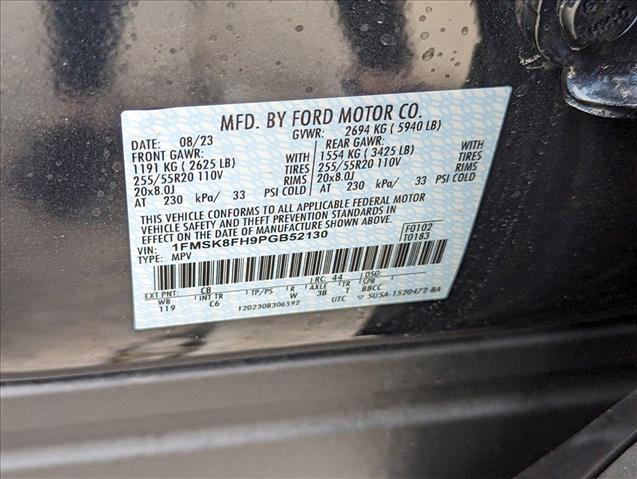 MFD. BY FORD MOTOR CO.
DATE: 08/23 GVWR: 2694 KG ( 5940 LB)
FRONT GAWR: WITH REAR GAWR: WITH
1191 KG ( 2625 LB) TIRES 1554 KG ( 3425 LB) TIRES
255/55R20 110V RIMS 255/55R20 110V RIMS
20x8.0J 20x8.0J
AT 230 kPa/ 33 PSI COLD AT 230 kPa/ 33 PSI COLD
THIS VEHICLE CONFORMS TO ALL APPLICABLE FEDERAL MOTOR
VEHICLE SAFETY AND THEFT PREVENTION STANDARDS IN
EFFECT ON THE DATE OF MANUFACTURE SHOWN ABOVE.
VIN: 1FMSK8FH9PGB52130 F0102
TYPE: MPV T0183
EXT PNT: C8 RC: 44 DSO:
WB INT TR TP/PS R AXLE TR SPR
119 C6 W 3B T BBCC
1202308306592 UTC 5U5A-1520472-BA